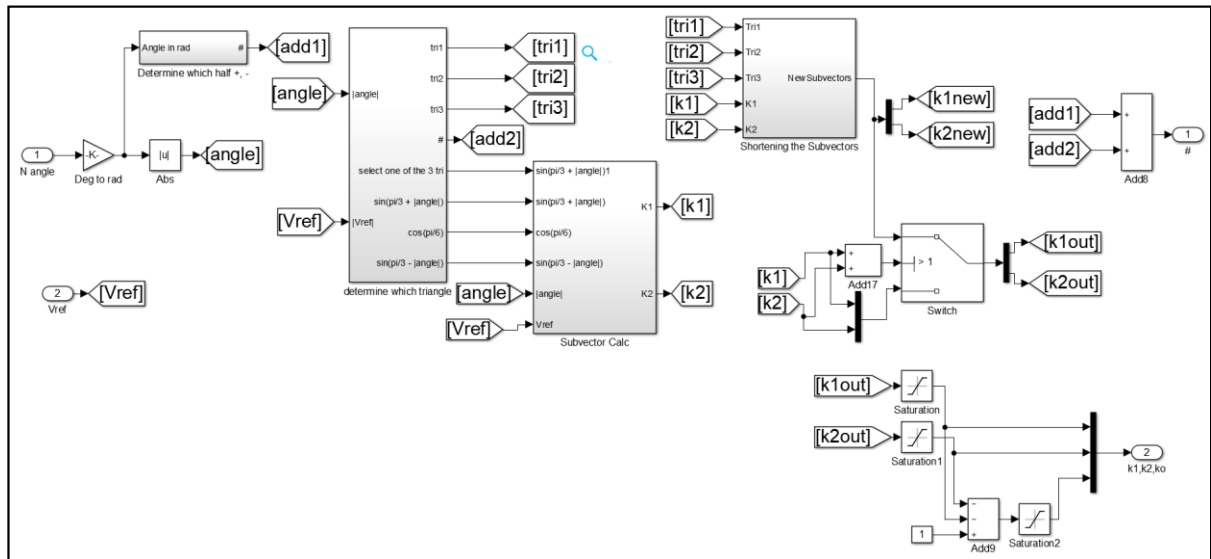 Angle in rad
#
Determine which half +, -
[add1]
1
N angle
-K-
Deg to rad
|u|
Abs
[angle]
2
Vref
[Vref]
[angle]
[Vref]
|angle|
|Vref|
tri1
tri2
tri3
#
select one of the 3 tri
sin(pi/3 + |angle|)
cos(pi/6)
sin(pi/3 - |angle|)
determine which triangle
[tri1]
[tri2]
[tri3]
[add2]
[angle]
[Vref]
sin(pi/3 + |angle|)1
sin(pi/3 + |angle|)
cos(pi/6)
sin(pi/3 - |angle|)
|angle|
Vref
K1
K2
Subvector Calc
[k1]
[k2]
[tri1]
[tri2]
[tri3]
[k1]
[k2]
Tri1
Tri2
Tri3
K1
K2
NewSubvectors
Shortening the Subvectors
[k1new]
[k2new]
[add1]
[add2]
+
+
Add8
1
#
[k1]
[k2]
+
+
Add17
> 1
Switch
[k1out]
[k2out]
[k1out]
Saturation
[k2out]
Saturation1
1
−
−
+
Add9
Saturation2
2
k1,k2,ko